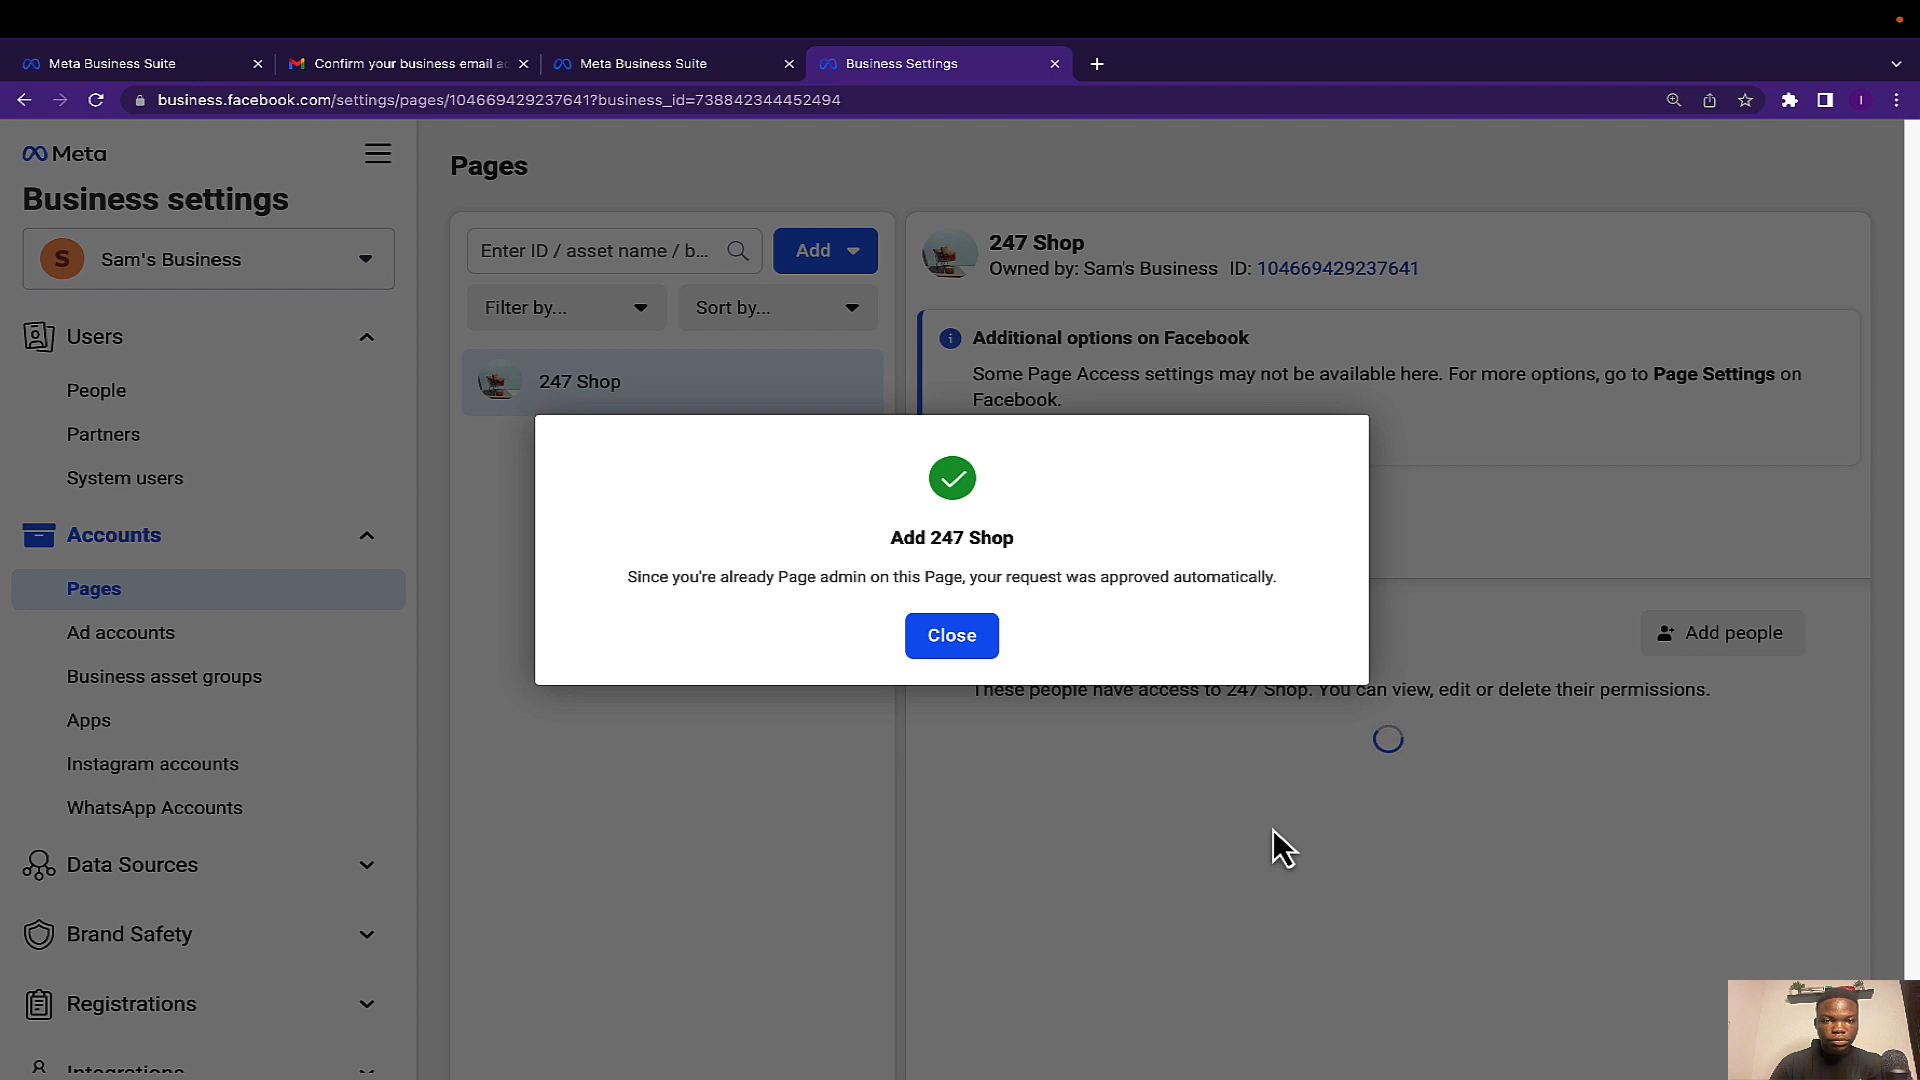 Meta Business Suite
Confirm your business email a
Meta Business Suite
Business Settings
business.facebook.com/settings/pages/104669429237641?business_id=738842344452494
I
Meta
Business settings
S
Sam's Business
Users
People
Partners
System users
Accounts
Pages
Ad accounts
Business asset groups
Apps
Instagram accounts
WhatsApp Accounts
Data Sources
Brand Safety
Registrations
Integrations
Pages
Enter ID / asset name / b...
Add
Filter by...
Sort by...
247 Shop
247 Shop
Owned by: Sam's Business ID: 104669429237641
Additional options on Facebook
Some Page Access settings may not be available here. For more options, go to Page Settings on
Facebook.
Add 247 Shop
Since you're already Page admin on this Page, your request was approved automatically.
Close
Add people
These people have access to 247 Shop. You can view, edit or delete their permissions.